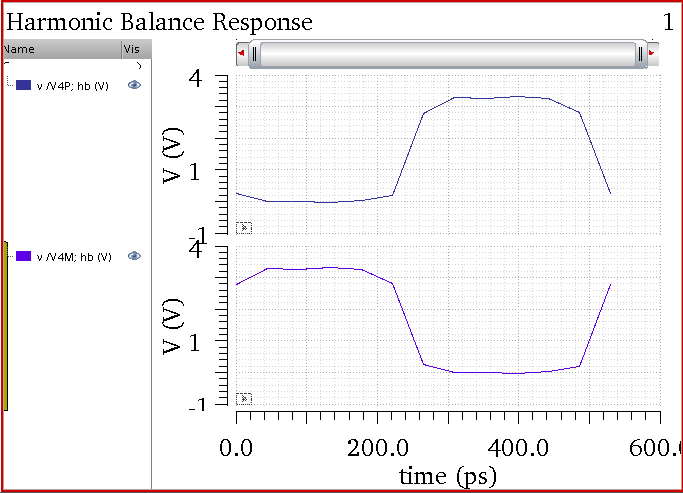 Harmonic Balance Response 1
Name Vis
v /V4P; hb (V)
4
1
-1
V (V)
v /V4M; hb (V)
4
1
-1
V (V)
0.0 200.0 400.0 600.
time (ps)